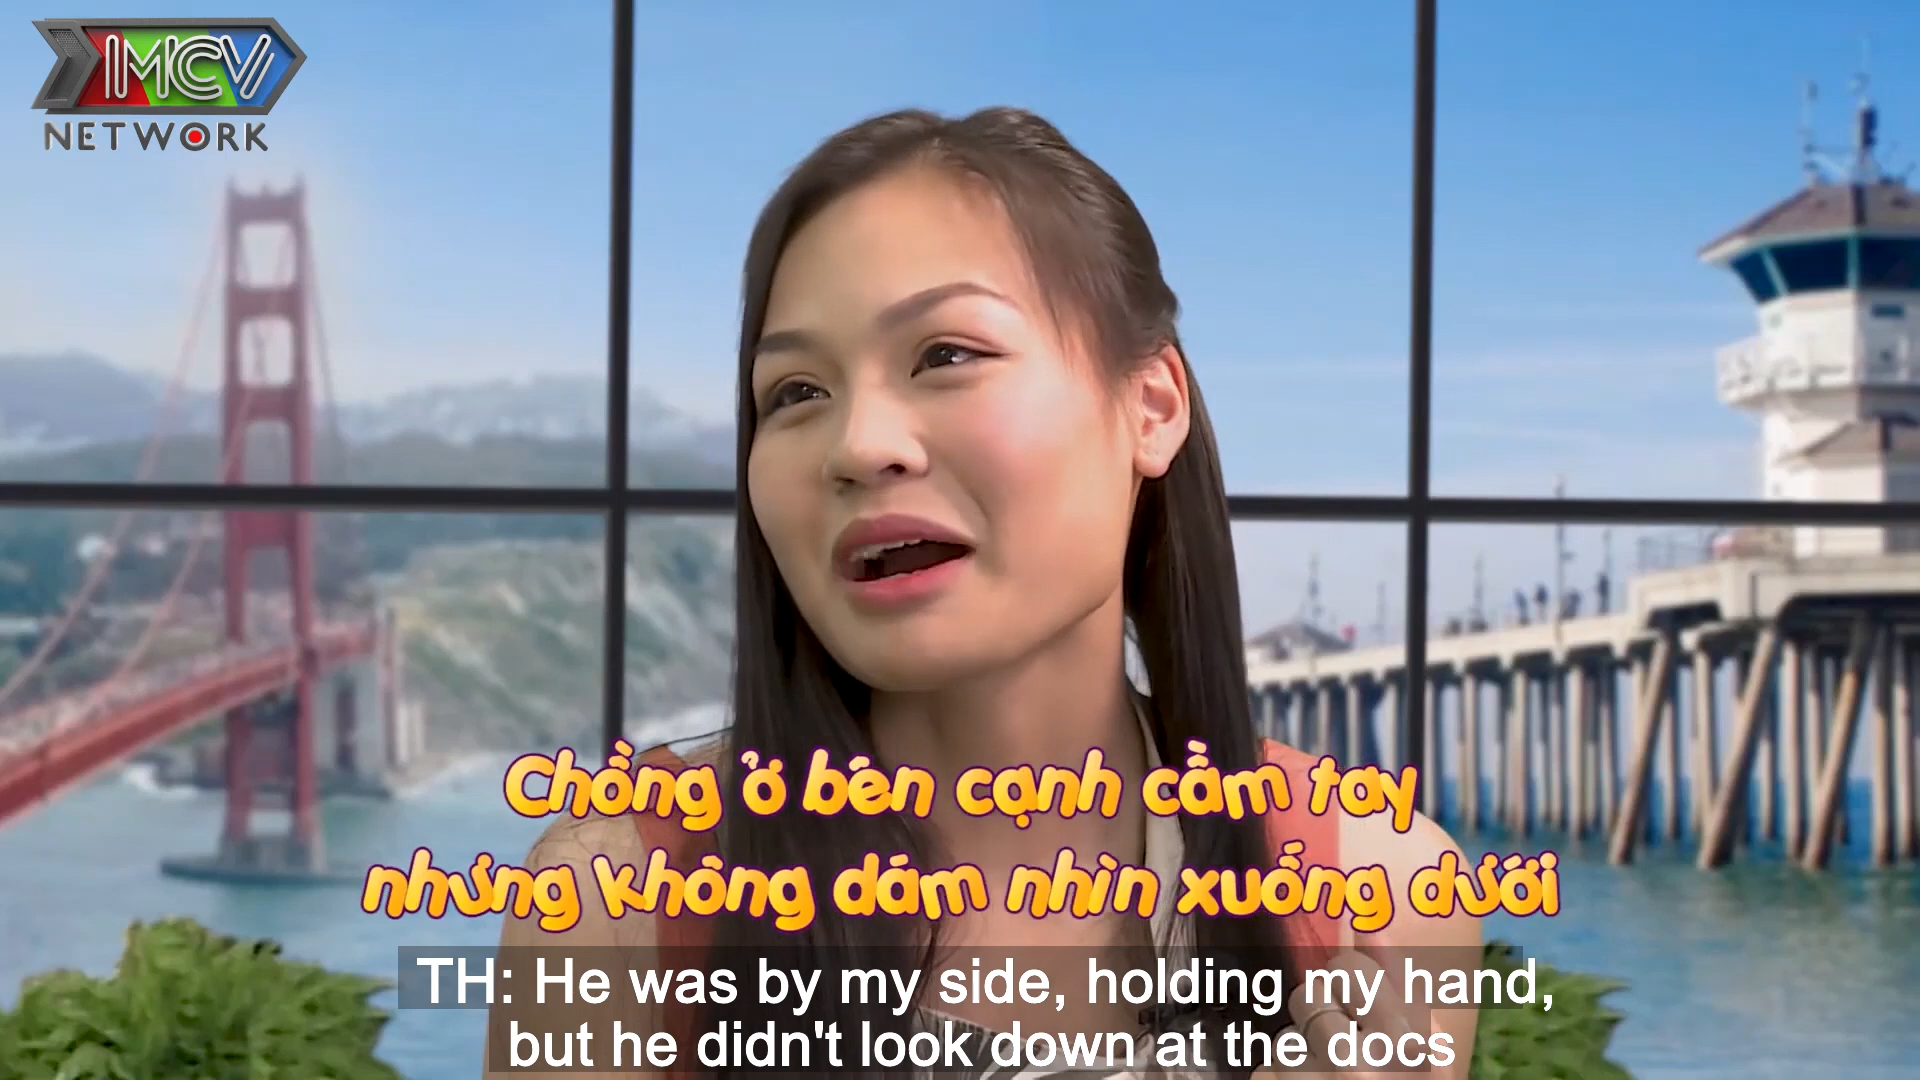 MCV
NETWORK
Chồng ở bên cạnh cầm tay
nhưng không dám nhìn xuống dưới
TH: He was by my side, holding my hand,
but he didn't look down at the docs